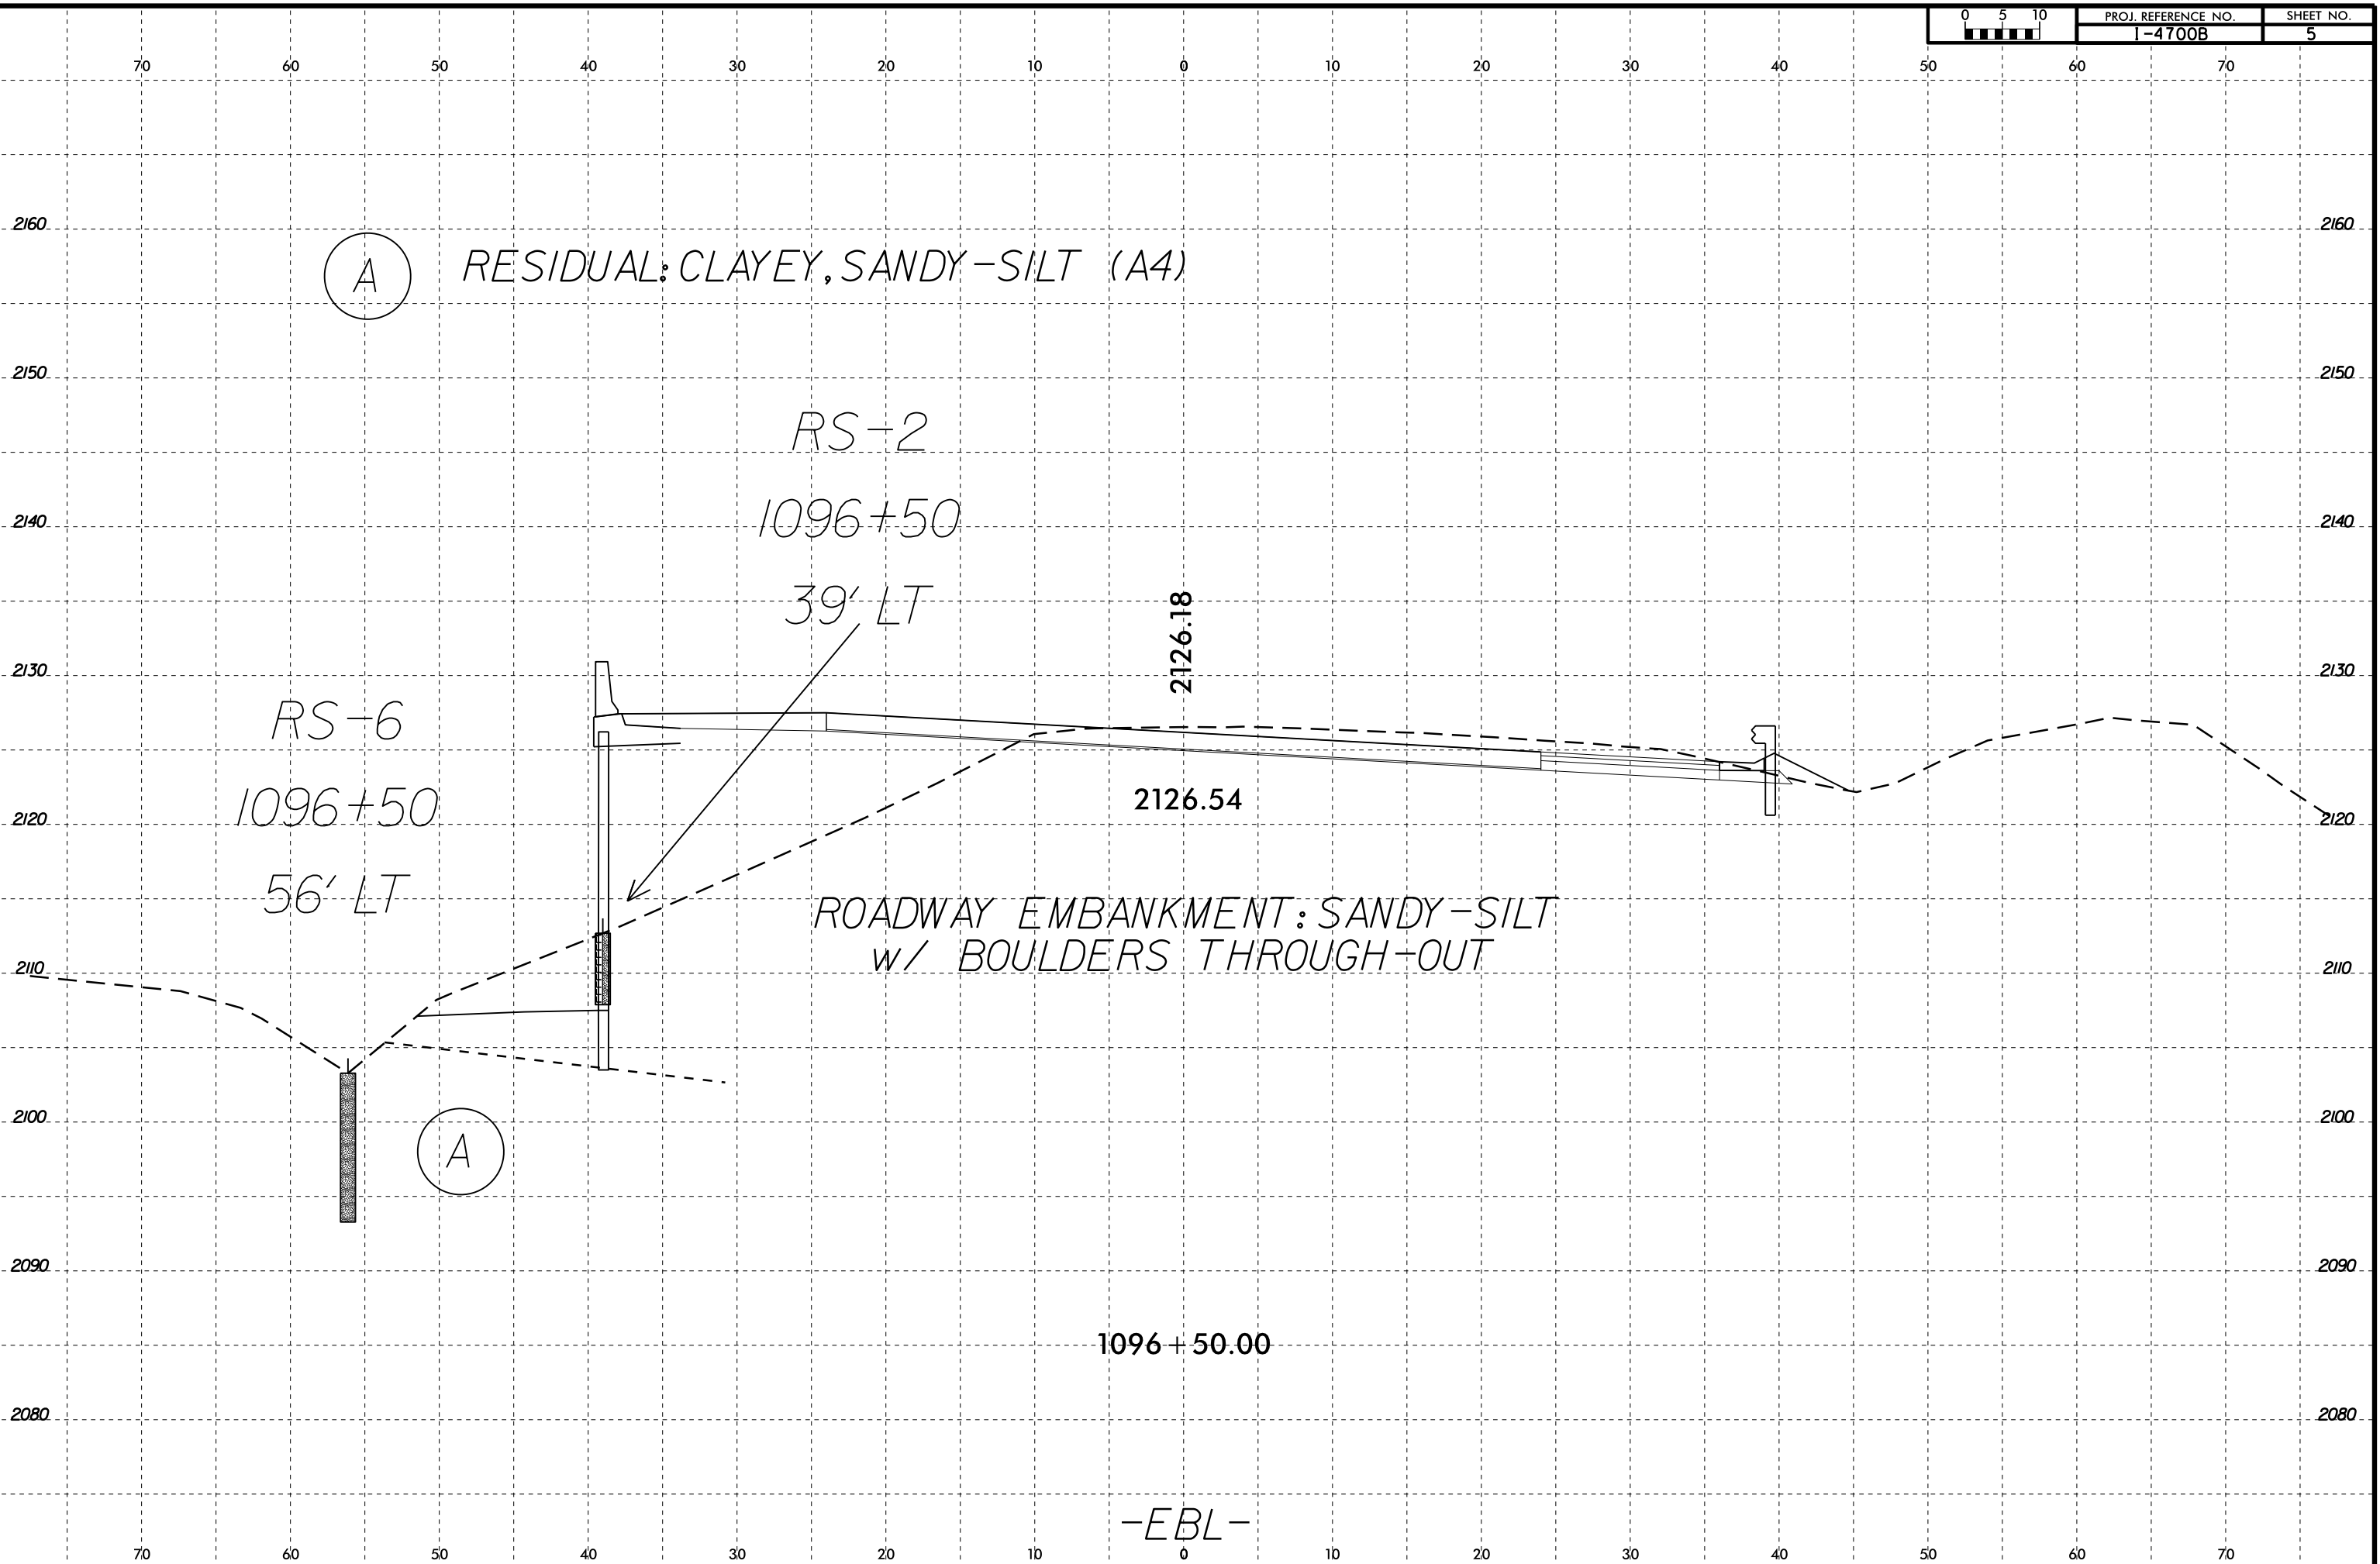 0 5 10
PROJ. REFERENCE NO. SHEET NO.
I-4700B 5
70 60 50 40 30 20 10 0 10 20 30 40 50 60 70
2160 2160
A RESIDUAL: CLAYEY, SANDY-SILT (A4)
2150 2150
RS-2
1096+50
39' LT
2140 2140
2126.18
2130 2130
RS-6
1096+50
56' LT
2126.54
2120 2120
ROADWAY EMBANKMENT: SANDY-SILT
w/ BOULDERS THROUGH-OUT
2110 2110
2100 2100
A
2090 2090
1096+50.00
2080 2080
-EBL-
70 60 50 40 30 20 10 0 10 20 30 40 50 60 70